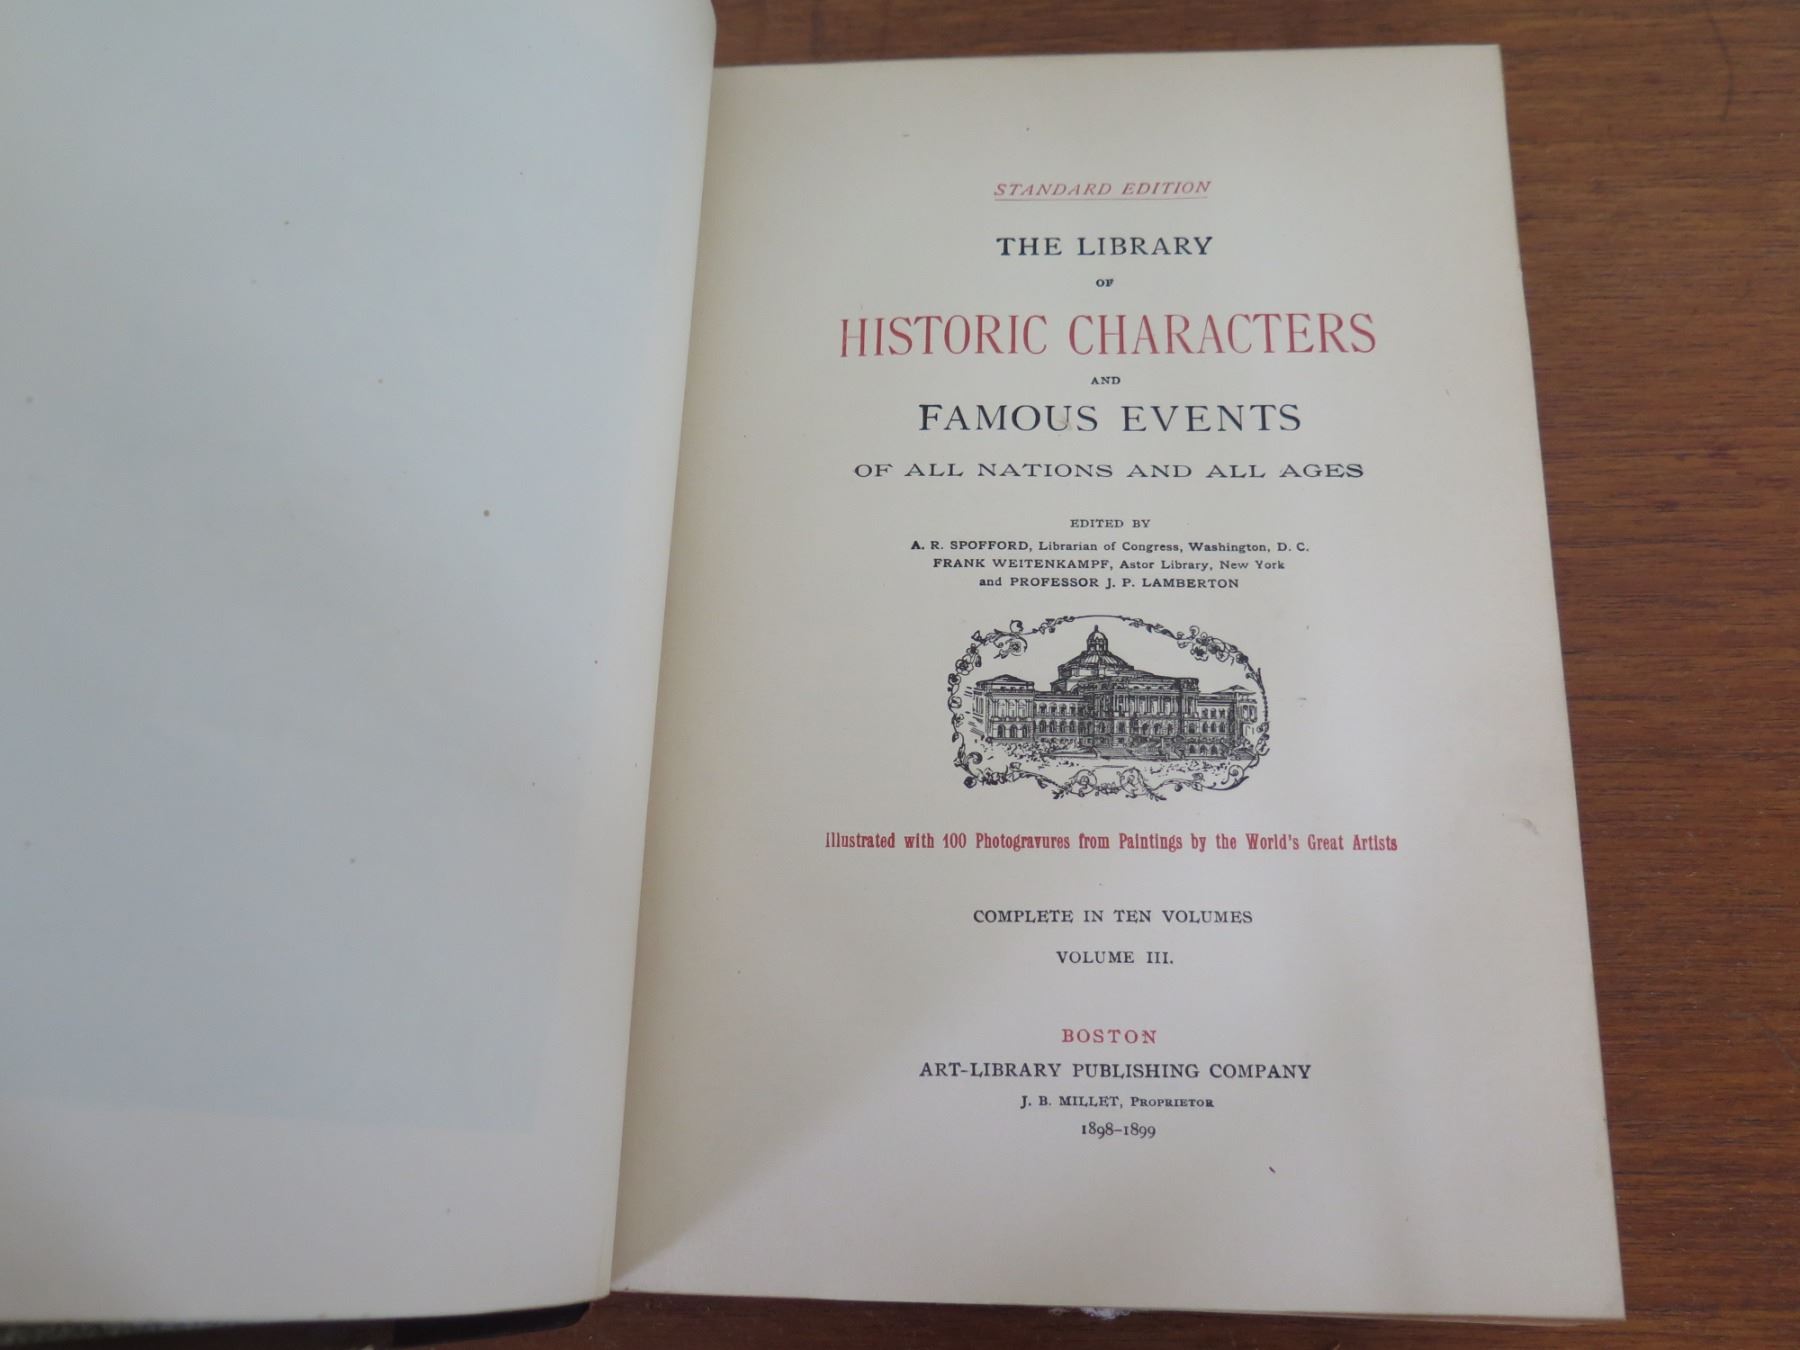 STANDARD EDITION
THE LIBRARY
OF
HISTORIC CHARACTERS
AND
FAMOUS EVENTS
OF ALL NATIONS AND ALL AGES
EDITED BY
A. R. SPOFFORD, Librarian of Congress, Washington, D. C.
FRANK WEITENKAMPF, Astor Library, New York
and PROFESSOR J. P. LAMBERTON
Illustrated with 100 Photogravures from Paintings by the World's Great Artists
COMPLETE IN TEN VOLUMES
VOLUME III.
BOSTON
ART-LIBRARY PUBLISHING COMPANY
J. B. MILLET, PROPRIETOR
1898-1899